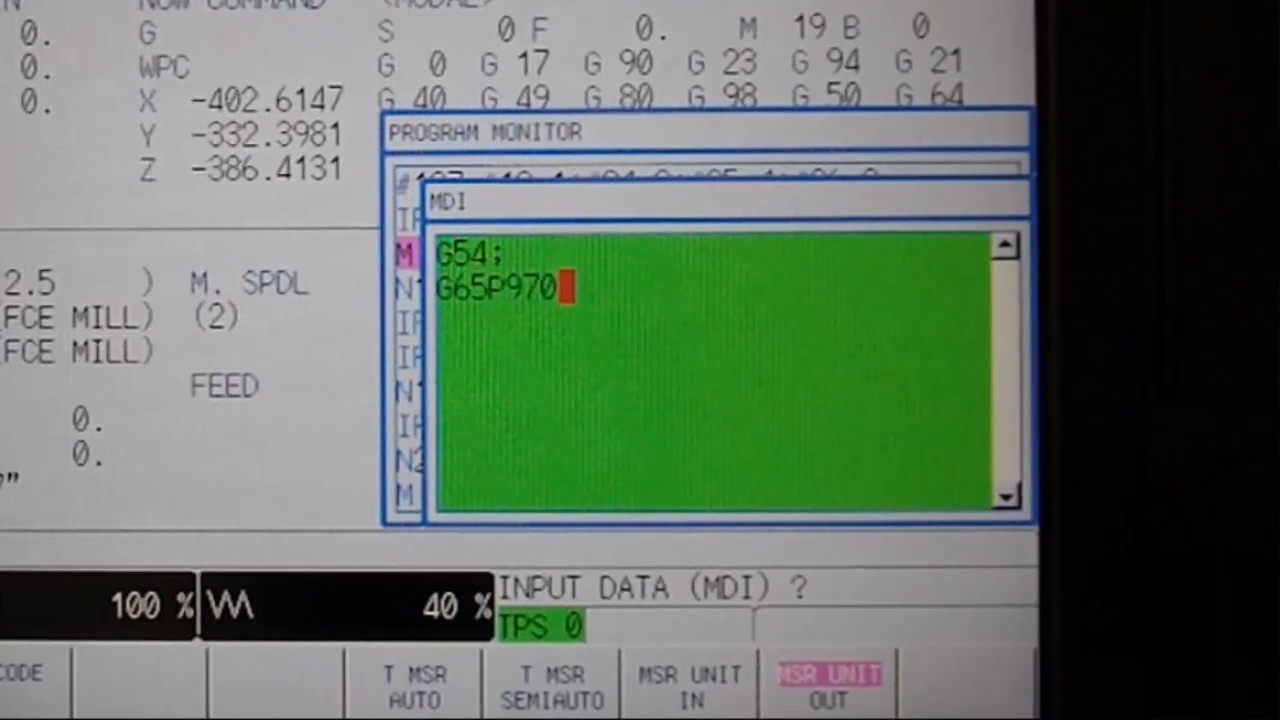 NOW COMMAND (MODAL)
0. G S 0 F 0. M 19 B 0
0. WPC G 0 G 17 G 90 G 23 G 94 G 21
0. X -402.6147 G 40 G 49 G 80 G 98 G 50 G 64
Y -332.3981
Z -386.4131
PROGRAM MONITOR
MDI
M
G54;
G65P970
2.5 ) M. SPDL
(FCE MILL) (2)
(FCE MILL)
FEED
0.
0.
M
INPUT DATA (MDI) ?
100 % 40 %
TPS 0
CODE
T MSR AUTO
T MSR SEMIAUTO
MSR UNIT IN
MSR UNIT OUT